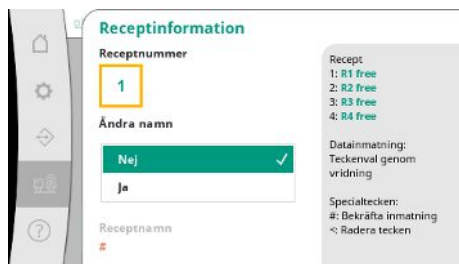 Receptinformation
Receptnummer
1
Ändra namn
Nej
Ja
Receptnamn
#
Recept
1: R1 free
2: R2 free
3: R3 free
4: R4 free
Datainmatning:
Teckenval genom
vridning
Specialtecken:
#: Bekräfta inmatning
<: Radera tecken
?